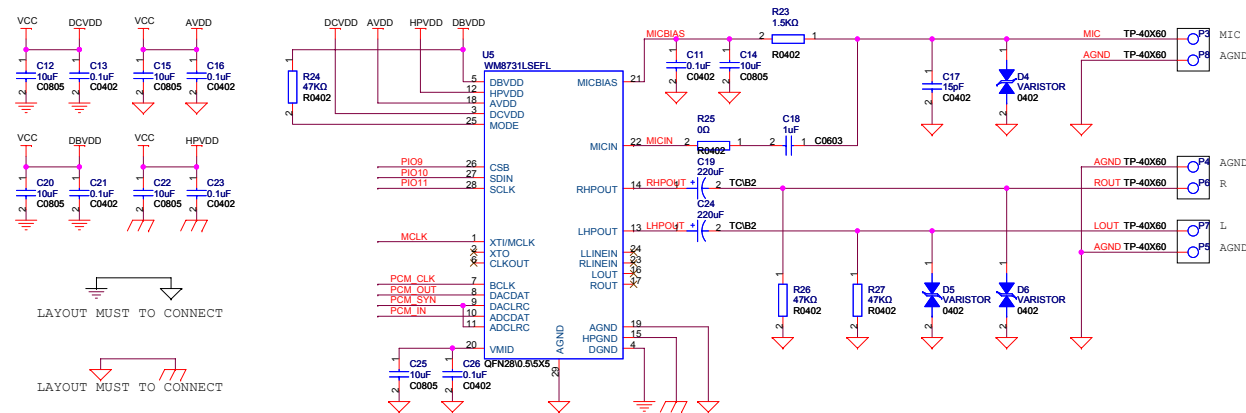 VCC DCVDD VCC AVDD
C12 10uF C0805
C13 0.1uF C0402
C15 10uF C0805
C16 0.1uF C0402
VCC DBVDD VCC HPVDD
C20 10uF C0805
C21 0.1uF C0402
C22 10uF C0805
C23 0.1uF C0402
LAYOUT MUST TO CONNECT
LAYOUT MUST TO CONNECT
DCVDD AVDD HPVDD DBVDD
R24 47KΩ R0402
U5
WM8731LSEFL
5 DBVDD
12 HPVDD
18 AVDD
3 DCVDD
25 MODE
PIO9 26 CSB
PIO10 27 SDIN
PIO11 28 SCLK
MCLK 1 XTI/MCLK
2 XTO
6 CLKOUT
PCM_CLK 7 BCLK
PCM_OUT 8 DACDAT
PCM_SYN 9 DACLRC
PCM_IN 10 ADCDAT
11 ADCLRC
20 VMID
QFN28\0.5\5X5
AGND 29
C25 10uF C0805
C26 0.1uF C0402
MICBIAS 21 MICBIAS
MICIN 22 MICIN
RHPOUT 14 RHPOUT
LHPOUT 13 LHPOUT
LLINEIN 24
RLINEIN 23
LOUT 16
ROUT 17
AGND 19
HPGND 15
DGND 4
C11 0.1uF C0402
C14 10uF C0805
R23 1.5KΩ R0402
R25 0Ω R0402
C18 1uF C0603
C19 220uF TC\B2
C24 220uF TC\B2
C17 15pF C0402
D4 VARISTOR 0402
R26 47KΩ R0402
R27 47KΩ R0402
D5 VARISTOR 0402
D6 VARISTOR 0402
MIC TP-40X60 P3 MIC
AGND TP-40X60 P8 AGND
AGND TP-40X60 P4 AGND
ROUT TP-40X60 P6 R
LOUT TP-40X60 P7 L
AGND TP-40X60 P5 AGND